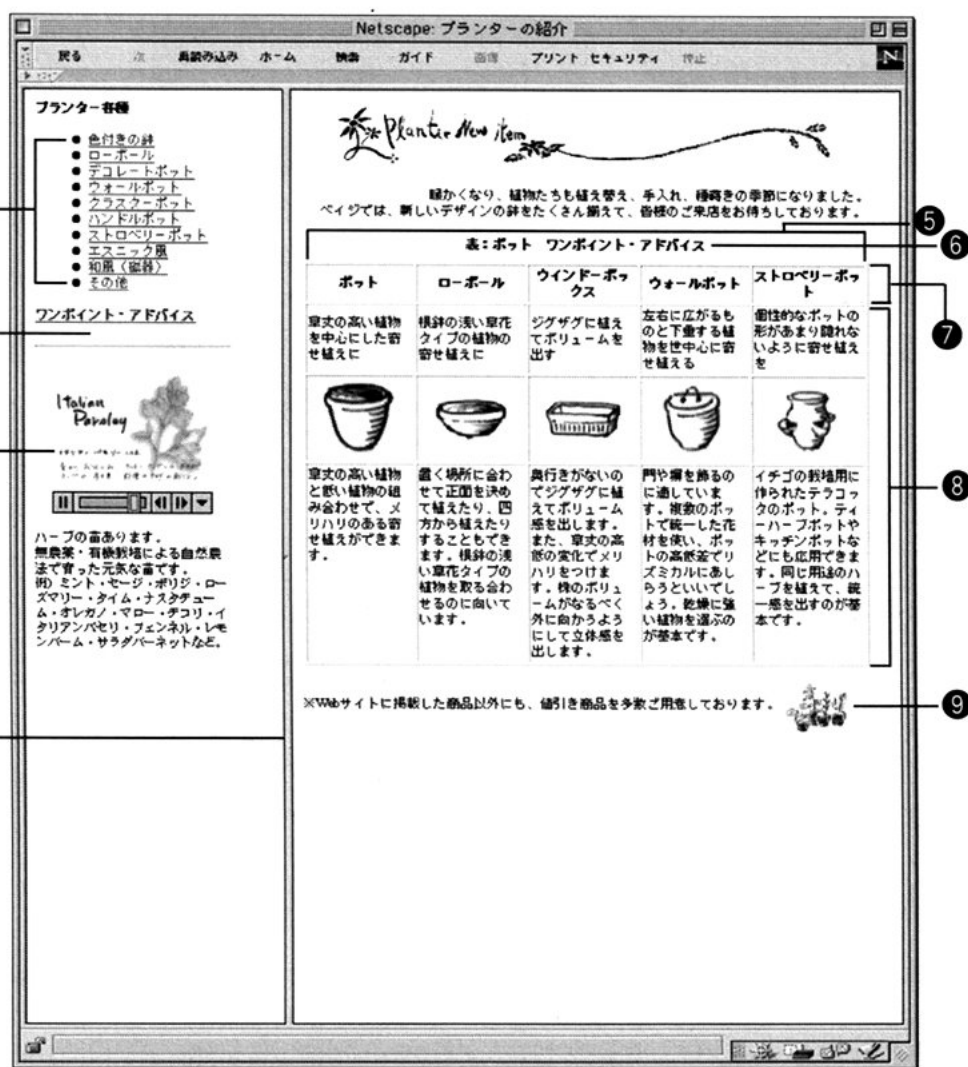 Netscape: プランターの紹介
戻る 次 再読み込み ホーム 検索 ガイド 画像 プリント セキュリティ 停止
N
プランター各種
色付きの鉢
ローボール
デコレートポット
ウォールポット
クラスターポット
ハンドルポット
ストロベリーポット
エスニック風
和風（磁器）
その他
ワンポイント・アドバイス
Italian
Parsley
ハーブの苗あります。
無農薬・有機栽培による自然農
法で育った元気な苗です。
例）ミント・セージ・ボリジ・ロー
ズマリー・タイム・ナスタチュー
ム・オレガノ・マロー・チコリ・イ
タリアンパセリ・フェンネル・レモ
ンバーム・サラダバーネットなど。
Planter New item
暖かくなり、植物たちも植え替え、手入れ、種蒔きの季節になりました。
ベイジでは、新しいデザインの鉢をたくさん揃えて、皆様のご来店をお待ちしております。
5
表：ポット ワンポイント・アドバイス
6
ポット
ローボール
ウインドーボッ
クス
ウォールポット
ストロベリーポッ
ト
7
草丈の高い植物
を中心にした寄
せ植えに
根鉢の浅い草花
タイプの植物の
寄せ植えに
ジグザグに植え
てボリュームを
出す
左右に広がるも
のと下垂する植
物を世中心に寄
せ植える
個性的なポットの
形があまり隠れな
いように寄せ植え
を
草丈の高い植物
と低い植物の組
み合わせで、メ
リハリのある寄
せ植えができま
す。
置く場所に合わ
せて正面を決め
て植えたり、四
方から植えたり
することもでき
ます。根鉢の浅
い草花タイプの
植物を取る合わ
せるのに向いて
います。
奥行きがないの
でジグザグに植
えてボリューム
感を出します。
また、草丈の高
低の変化でメリ
ハリをつけま
す。株のボリュ
ームがなるべく
外に向かうよう
にして立体感を
出します。
門や塀を飾るの
に適していま
す。複数のポッ
トで統一した花
材を使い、ポッ
トの高低差でリ
ズミカルにあし
らうといいでし
ょう。乾燥に強
い植物を選ぶの
が基本です。
イチゴの栽培用に
作られたテラコッ
タのポット。ティ
ーハーブポットや
キッチンポットな
どにも応用できま
す。同じ用途のハ
ーブを植えて、統
一感を出すのが基
本です。
8
※Webサイトに掲載した商品以外にも、値引き商品を多数ご用意しております。
9